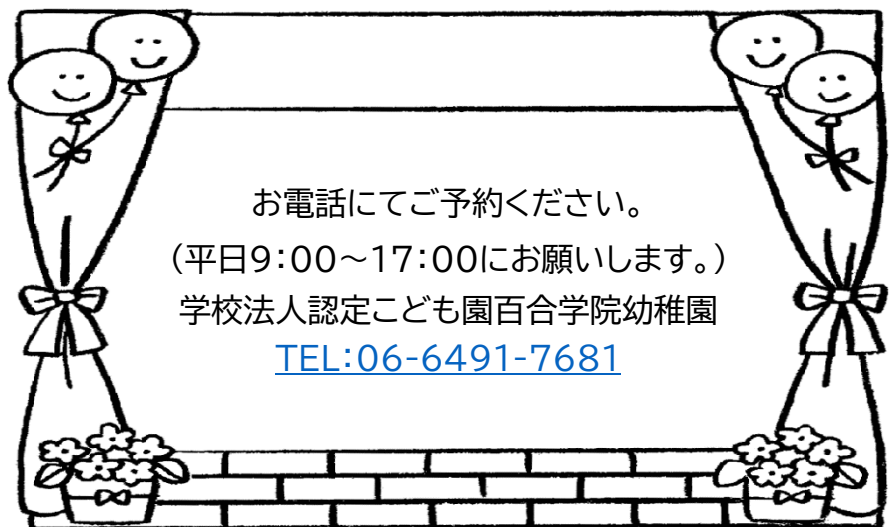 お電話にてご予約ください。
（平日9：00～17：00にお願いします。）
学校法人認定こども園百合学院幼稚園
TEL：06-6491-7681